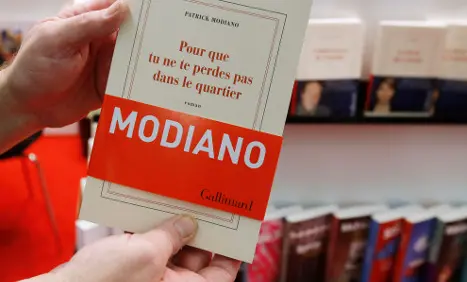 PATRICK MODIANO
Pour que
tu ne te perdes pas
dans le quartier
roman
MODIANO
Gallimard